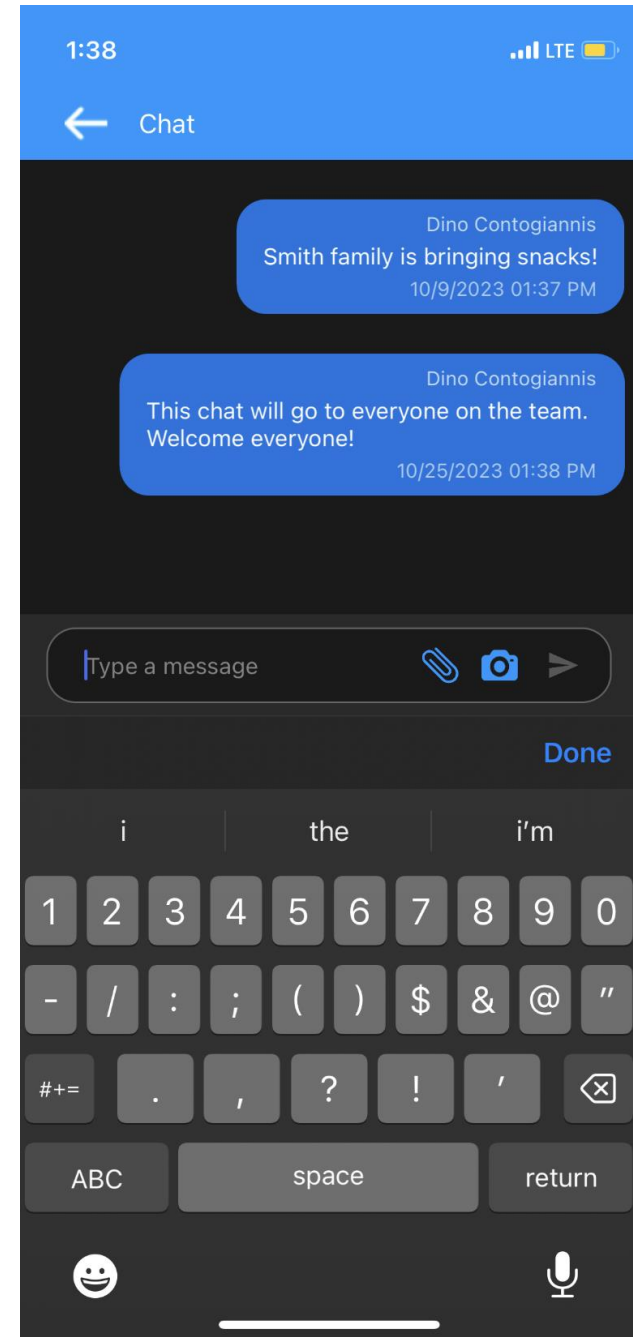 1:38 LTE
Chat
Dino Contogiannis
Smith family is bringing snacks!
10/9/2023 01:37 PM
Dino Contogiannis
This chat will go to everyone on the team.
Welcome everyone!
10/25/2023 01:38 PM
Type a message
Done
i the i'm
1 2 3 4 5 6 7 8 9 0
- / : ; ( ) $ & @ "
#+= . , ? ! '
ABC space return